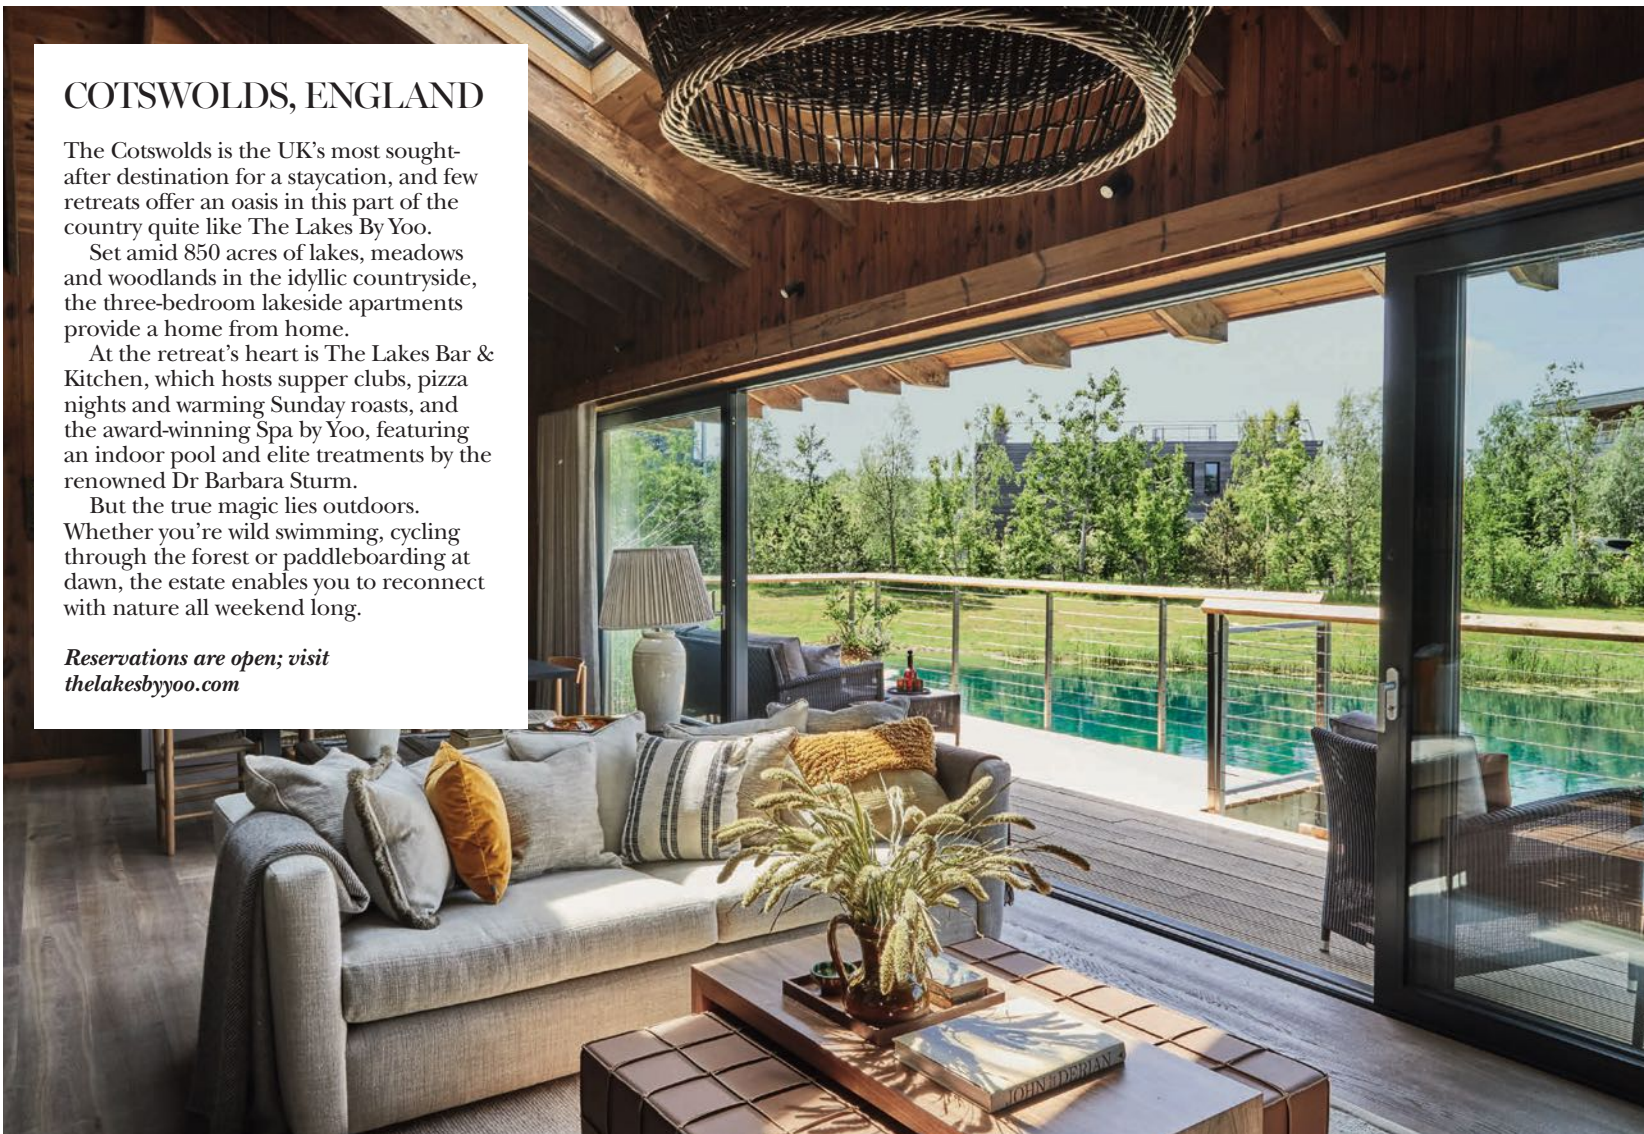 COTSWOLDS, ENGLAND
The Cotswolds is the UK’s most sought-
after destination for a staycation, and few
retreats offer an oasis in this part of the
country quite like The Lakes By Yoo.
Set amid 850 acres of lakes, meadows
and woodlands in the idyllic countryside,
the three-bedroom lakeside apartments
provide a home from home.
At the retreat’s heart is The Lakes Bar &
Kitchen, which hosts supper clubs, pizza
nights and warming Sunday roasts, and
the award-winning Spa by Yoo, featuring
an indoor pool and elite treatments by the
renowned Dr Barbara Sturm.
But the true magic lies outdoors.
Whether you’re wild swimming, cycling
through the forest or paddleboarding at
dawn, the estate enables you to reconnect
with nature all weekend long.
Reservations are open; visit
thelakesbyyoo.com
JOHN DERIAN